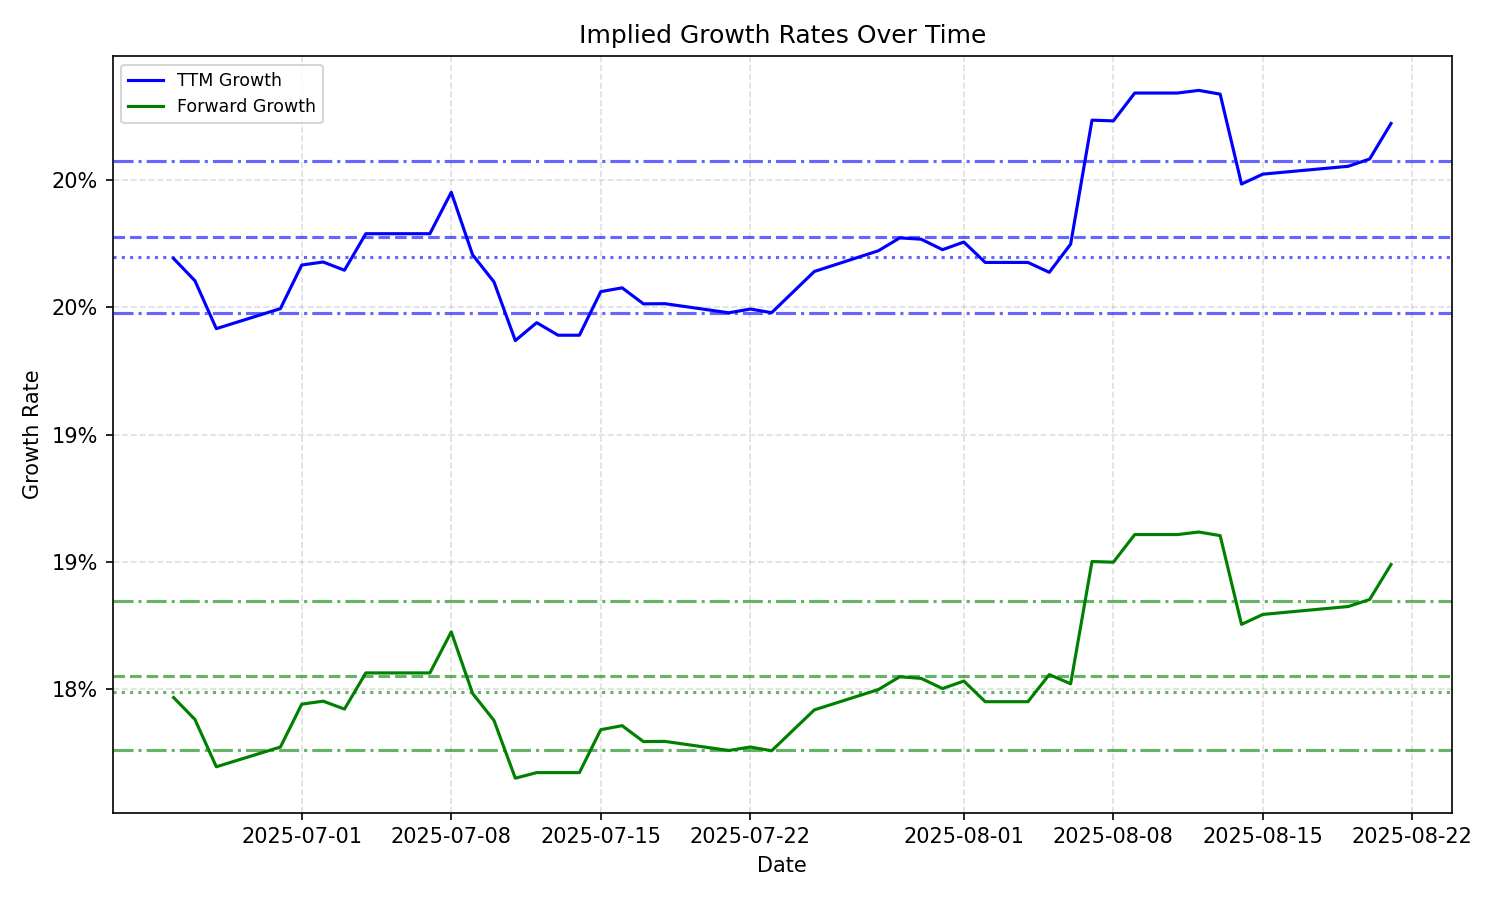 Implied Growth Rates Over Time
TTM Growth
Forward Growth
20%
20%
19%
19%
18%
Growth Rate
2025-07-01
2025-07-08
2025-07-15
2025-07-22
2025-08-01
2025-08-08
2025-08-15
2025-08-22
Date